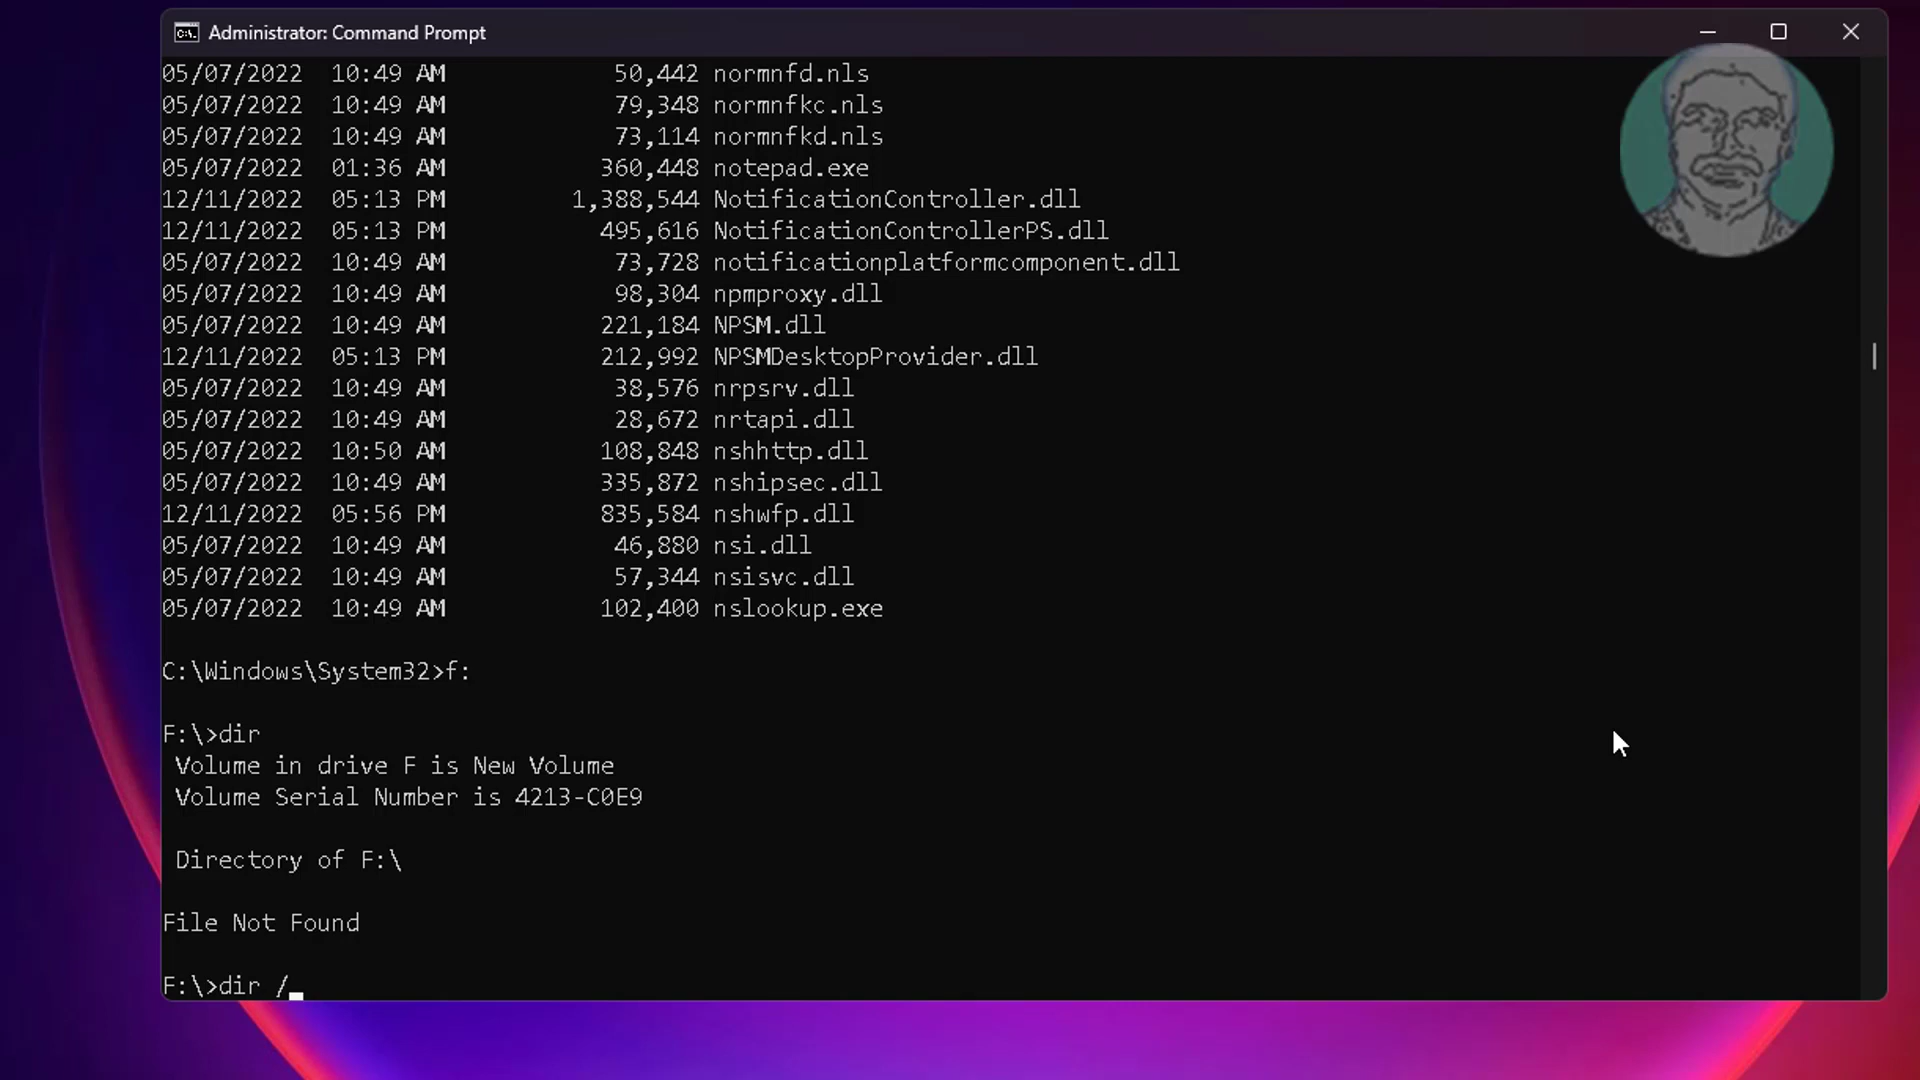 Administrator: Command Prompt
05/07/2022  10:49 AM            50,442 normnfd.nls
05/07/2022  10:49 AM            79,348 normnfkc.nls
05/07/2022  10:49 AM            73,114 normnfkd.nls
05/07/2022  01:36 AM           360,448 notepad.exe
12/11/2022  05:13 PM         1,388,544 NotificationController.dll
12/11/2022  05:13 PM           495,616 NotificationControllerPS.dll
05/07/2022  10:49 AM            73,728 notificationplatformcomponent.dll
05/07/2022  10:49 AM            98,304 npmproxy.dll
05/07/2022  10:49 AM           221,184 NPSM.dll
12/11/2022  05:13 PM           212,992 NPSMDesktopProvider.dll
05/07/2022  10:49 AM            38,576 nrpsrv.dll
05/07/2022  10:49 AM            28,672 nrtapi.dll
05/07/2022  10:50 AM           108,848 nshhttp.dll
05/07/2022  10:49 AM           335,872 nshipsec.dll
12/11/2022  05:56 PM           835,584 nshwfp.dll
05/07/2022  10:49 AM            46,880 nsi.dll
05/07/2022  10:49 AM            57,344 nsisvc.dll
05/07/2022  10:49 AM           102,400 nslookup.exe
C:\Windows\System32>f:
F:\>dir
Volume in drive F is New Volume
Volume Serial Number is 4213-C0E9
Directory of F:\
File Not Found
F:\>dir /